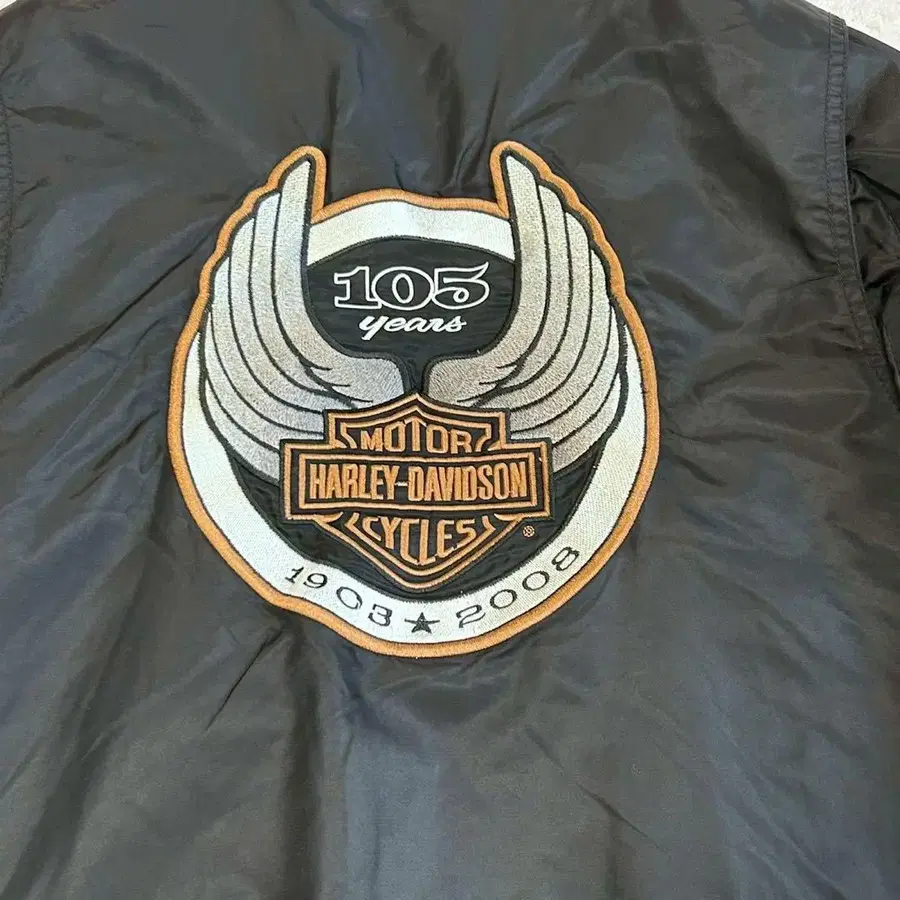 105
years
MOTOR
HARLEY-DAVIDSON
CYCLES
1903★2008